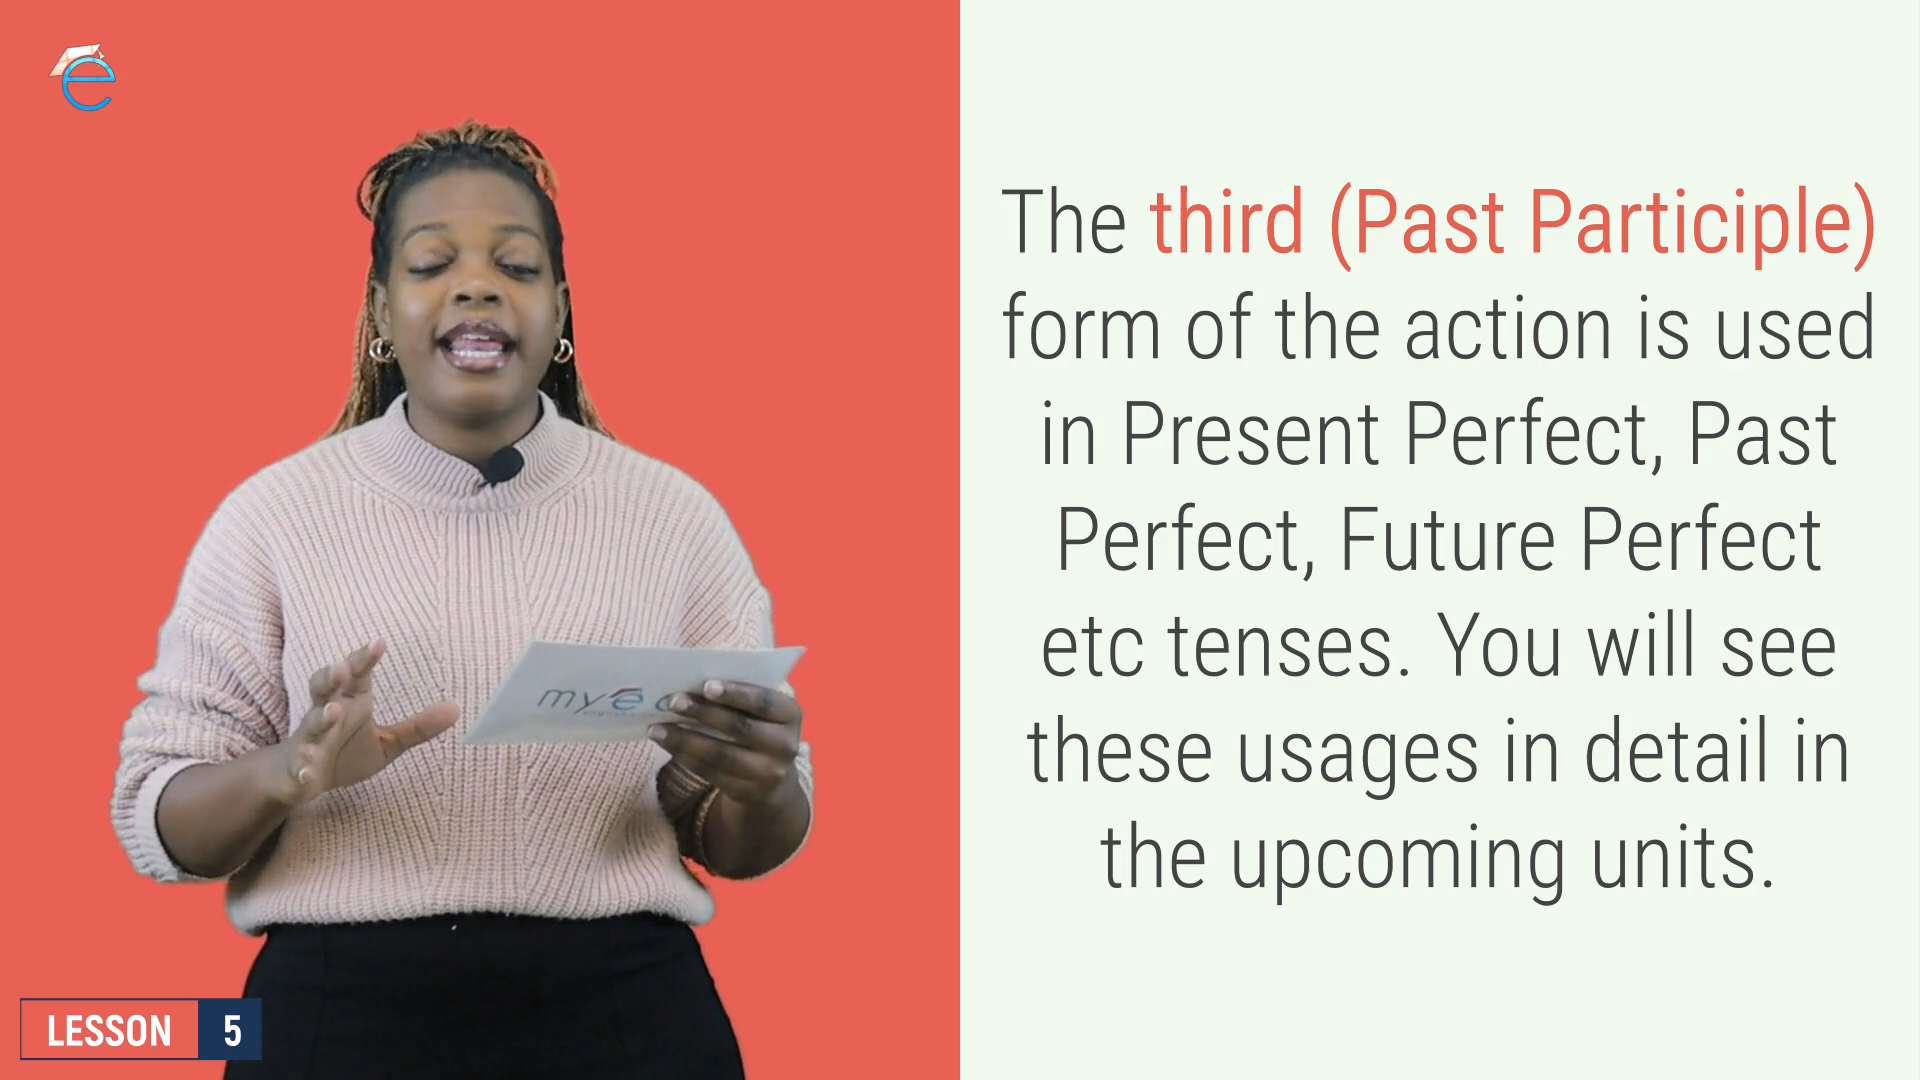 The third (Past Participle)
form of the action is used
in Present Perfect, Past
Perfect, Future Perfect
etc tenses. You will see
these usages in detail in
the upcoming units.
LESSON 5